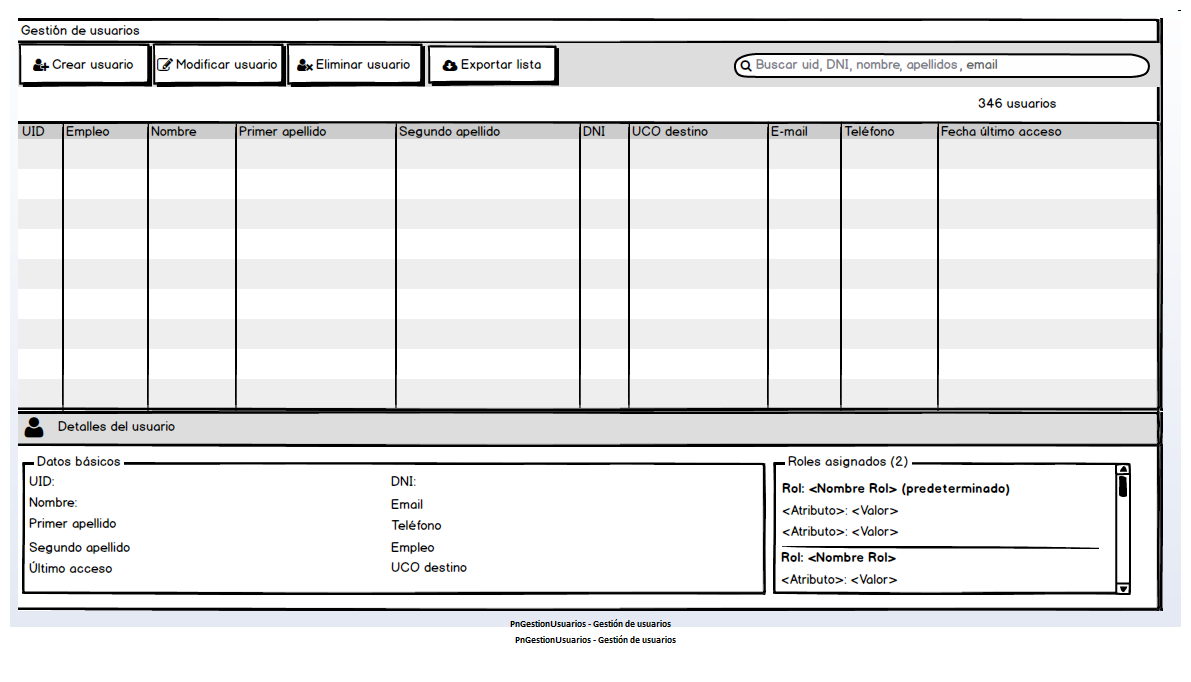 Gestión de usuarios
Crear usuario Modificar usuario Eliminar usuario Exportar lista Buscar uid, DNI, nombre, apellidos, email
346 usuarios
UID Empleo Nombre Primer apellido Segundo apellido DNI UCO destino E-mail Teléfono Fecha último acceso
Detalles del usuario
Datos básicos
UID: DNI:
Nombre: Email
Primer apellido Teléfono
Segundo apellido Empleo
Último acceso UCO destino
Roles asignados (2)
Rol: <Nombre Rol> (predeterminado)
<Atributo>: <Valor>
<Atributo>: <Valor>
Rol: <Nombre Rol>
<Atributo>: <Valor>
PnGestionUsuarios - Gestión de usuarios
PnGestionUsuarios - Gestión de usuarios